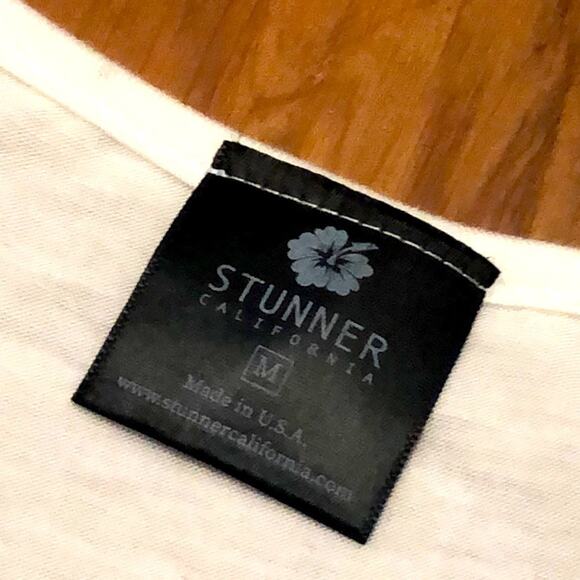 STUNNER
CALIFORNIA
M
Made in U.S.A.
www.stunnercalifornia.com